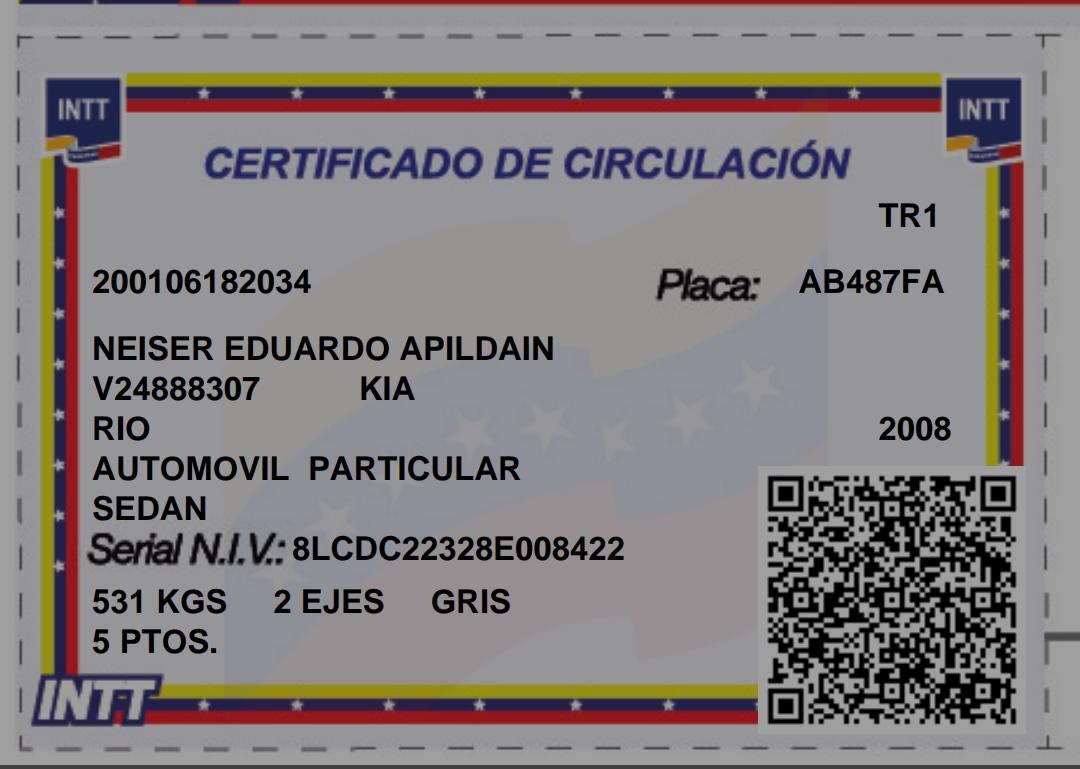 INTT
INTT
CERTIFICADO DE CIRCULACIÓN
TR1
200106182034 Placa: AB487FA
NEISER EDUARDO APILDAIN
V24888307 KIA
RIO 2008
AUTOMOVIL PARTICULAR
SEDAN
Serial N.I.V.: 8LCDC22328E008422
531 KGS 2 EJES GRIS
5 PTOS.
INTT